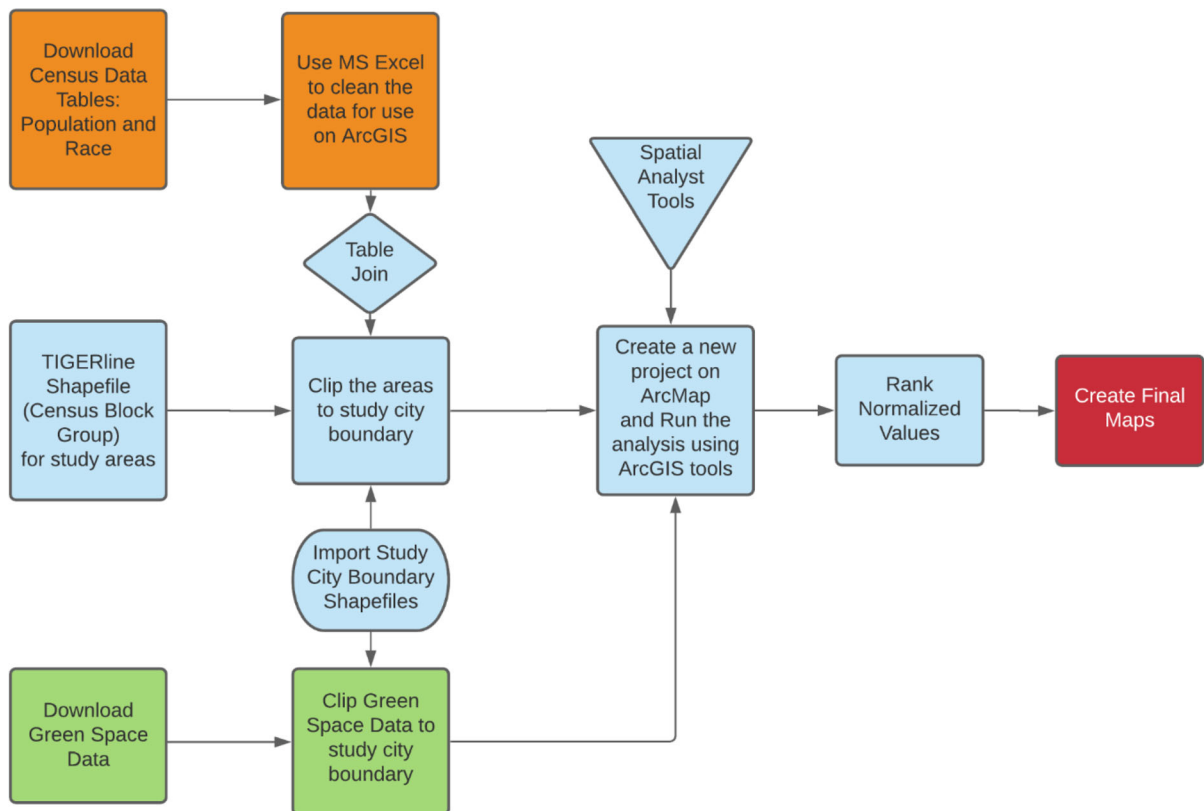 Download
Census Data
Tables:
Population and
Race
Use MS Excel
to clean the
data for use
on ArcGIS
Spatial
Analyst
Tools
Table
Join
TIGERline
Shapefile
(Census Block
Group)
for study areas
Clip the areas
to study city
boundary
Create a new
project on
ArcMap
and Run the
analysis using
ArcGIS tools
Rank
Normalized
Values
Create Final
Maps
Import Study
City Boundary
Shapefiles
Download
Green Space
Data
Clip Green
Space Data to
study city
boundary